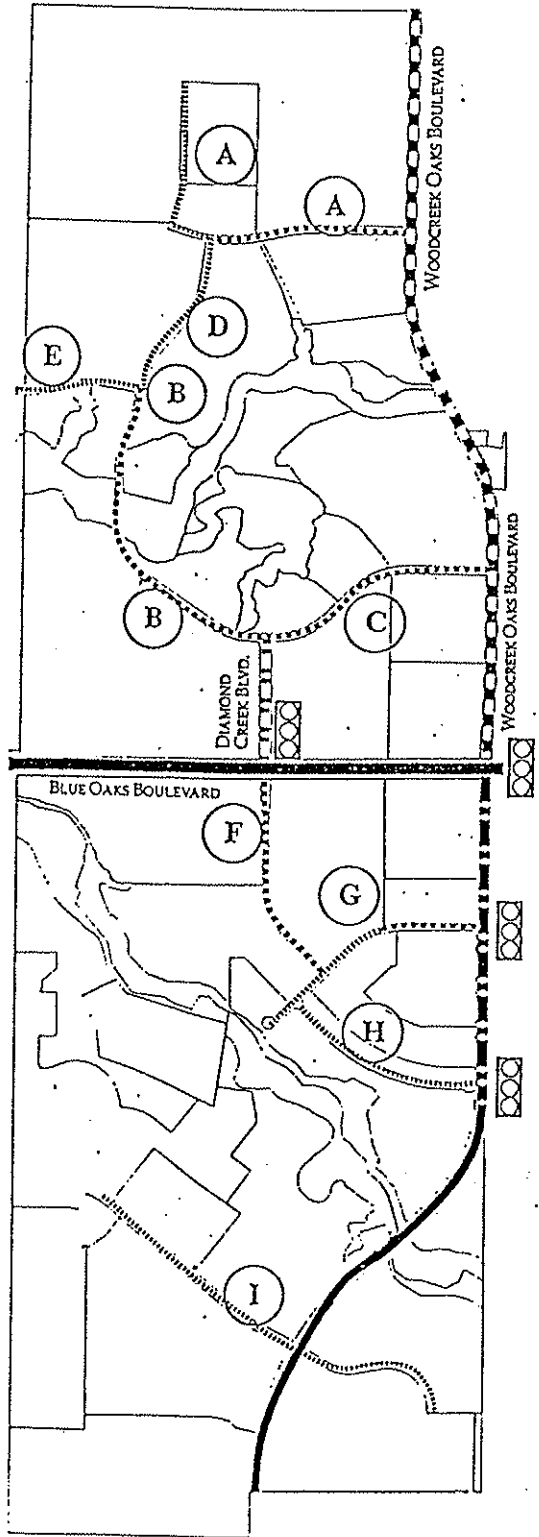 A
A
WOODCREEK OAKS BOULEVARD
D
E
B
B
C
WOODCREEK OAKS BOULEVARD
DIAMOND
CREEK BLVD.
BLUE OAKS BOULEVARD
F
G
H
I